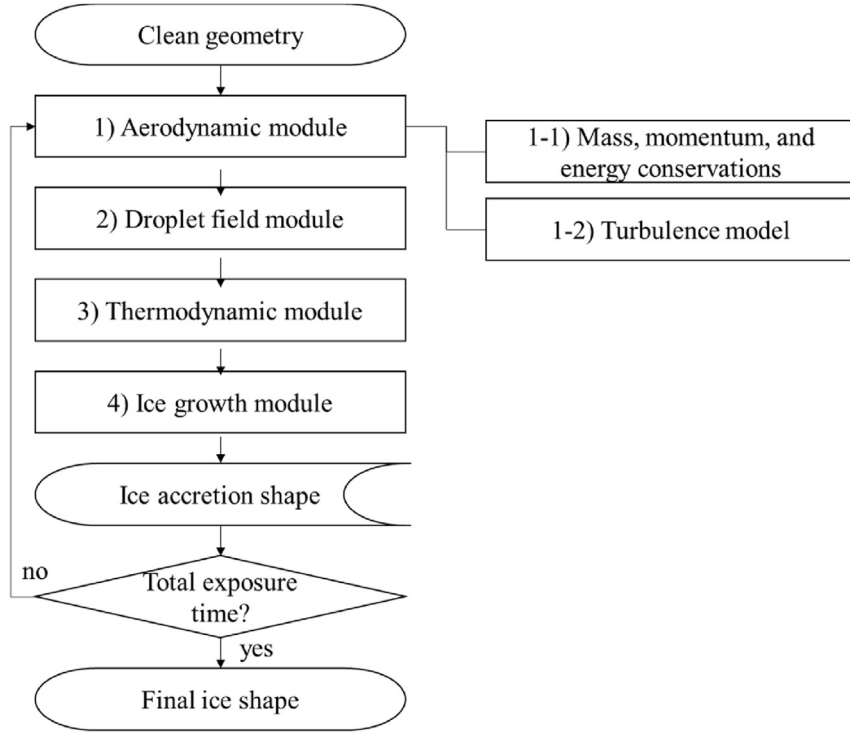 Clean geometry
1) Aerodynamic module
1-1) Mass, momentum, and
energy conservations
2) Droplet field module
1-2) Turbulence model
3) Thermodynamic module
4) Ice growth module
Ice accretion shape
no
Total exposure
time?
yes
Final ice shape